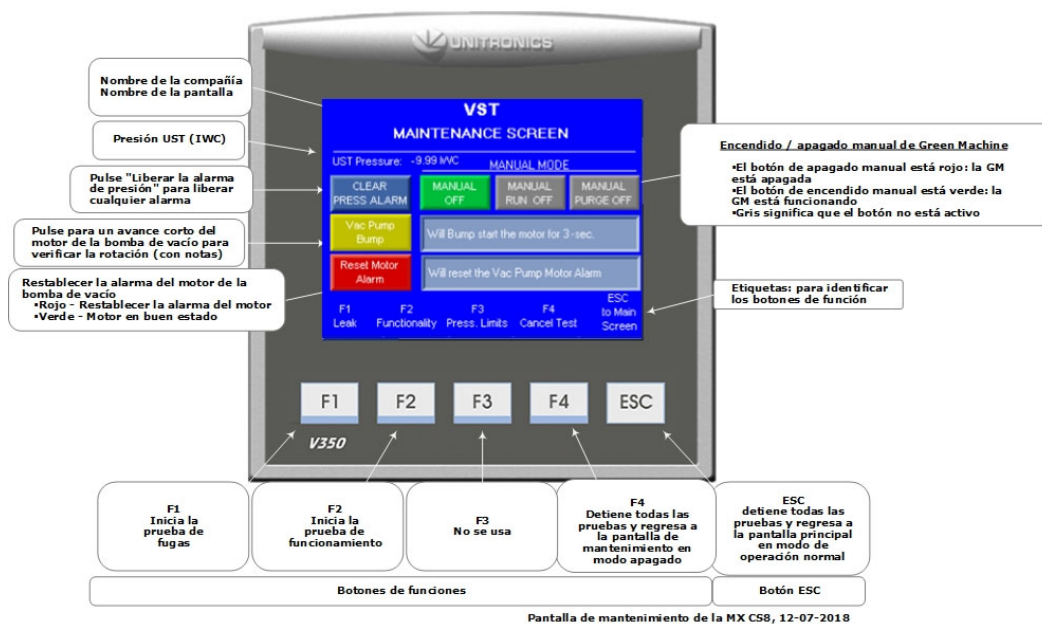 UNITRONICS
Nombre de la compañía
Nombre de la pantalla
Presión UST (IWC)
Pulse "Liberar la alarma
de presión" para liberar
cualquier alarma
Pulse para un avance corto del
motor de la bomba de vacío para
verificar la rotación (con notas)
Restablecer la alarma del motor de la
bomba de vacío
•Rojo - Restablecer la alarma del motor
•Verde - Motor en buen estado
VST
MAINTENANCE SCREEN
UST Pressure: -9.99 IWC
MANUAL MODE
CLEAR
PRESS ALARM
MANUAL
OFF
MANUAL
RUN OFF
MANUAL
PURGE OFF
Vac Pump
Bump
Will Bump start the motor for 3-sec.
Reset Motor
Alarm
Will reset the Vac Pump Motor Alarm
F1
Leak
F2
Functionality
F3
Press. Limits
F4
Cancel Test
ESC
to Main
Screen
Encendido / apagado manual de Green Machine
•El botón de apagado manual está rojo: la GM
está apagada
•El botón de encendido manual está verde: la
GM está funcionando
•Gris significa que el botón no está activo
Etiquetas: para identificar
los botones de función
F1
F2
F3
F4
ESC
V350
F1
Inicia la
prueba de
fugas
F2
Inicia la
prueba de
funcionamiento
F3
No se usa
F4
Detiene todas las
pruebas y regresa a
la pantalla de
mantenimiento en
modo apagado
ESC
detiene todas las
pruebas y regresa a
la pantalla principal
en modo de
operación normal
Botones de funciones
Botón ESC
Pantalla de mantenimiento de la MX CS8, 12-07-2018